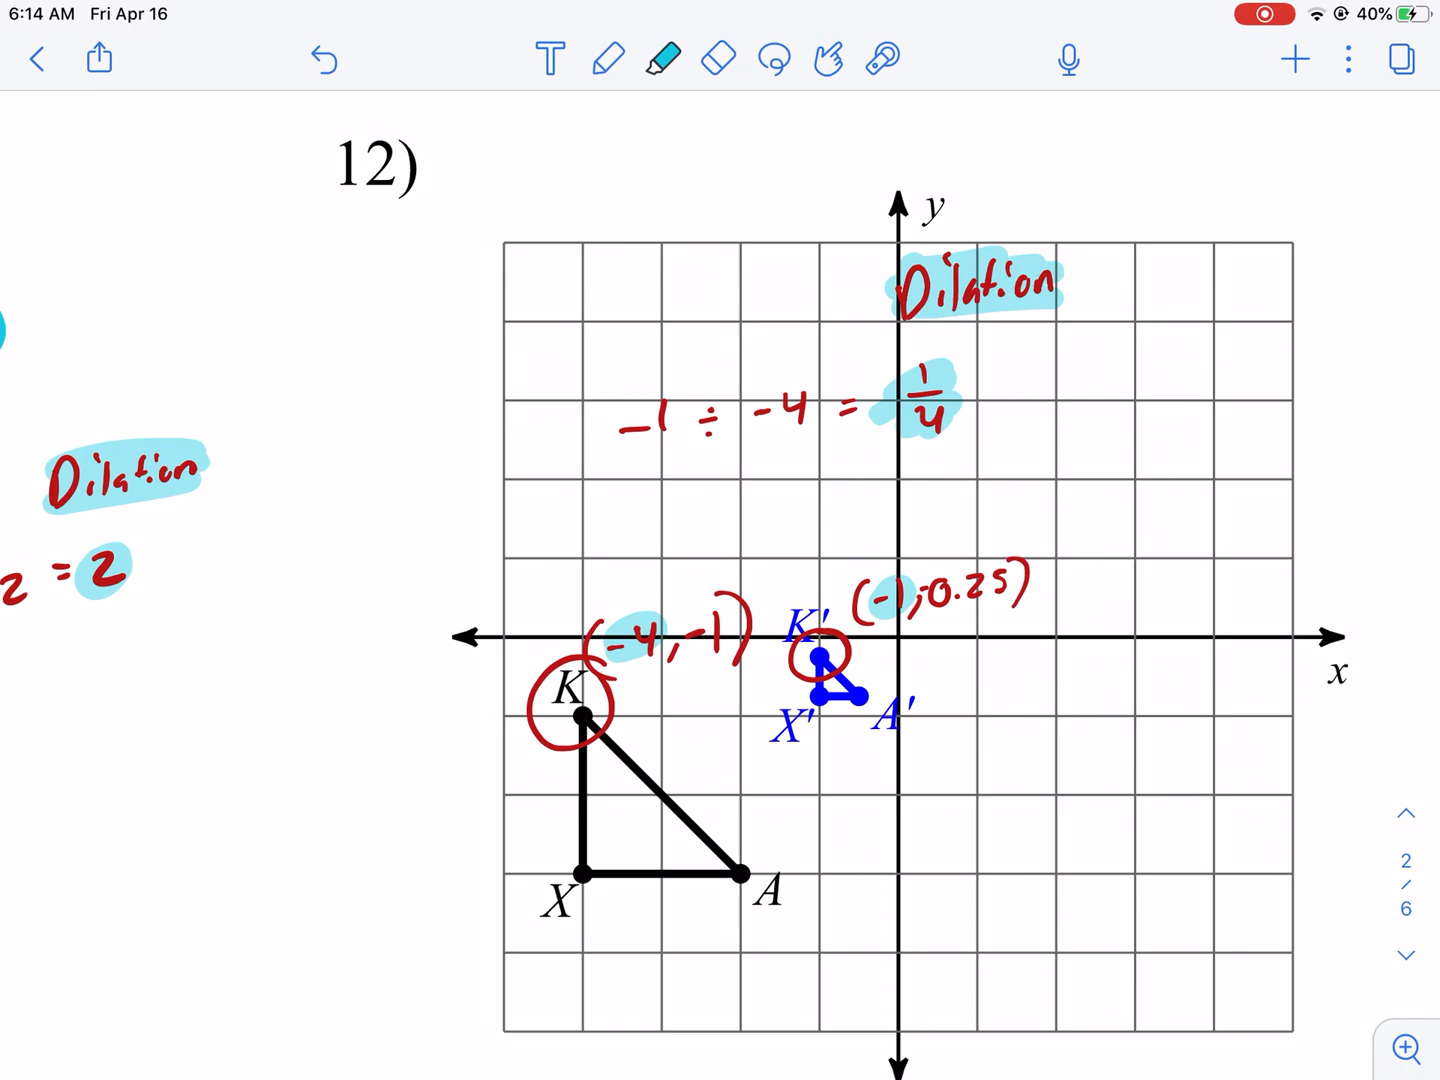 6:14 AM Fri Apr 16
40%
T
12)
y
Dilation
-1 ÷ -4 = 1/4
Dilation
2 = 2
(-4, -1)
K'
(-1, -0.25)
K
x
X'
A'
X
A
2
/
6